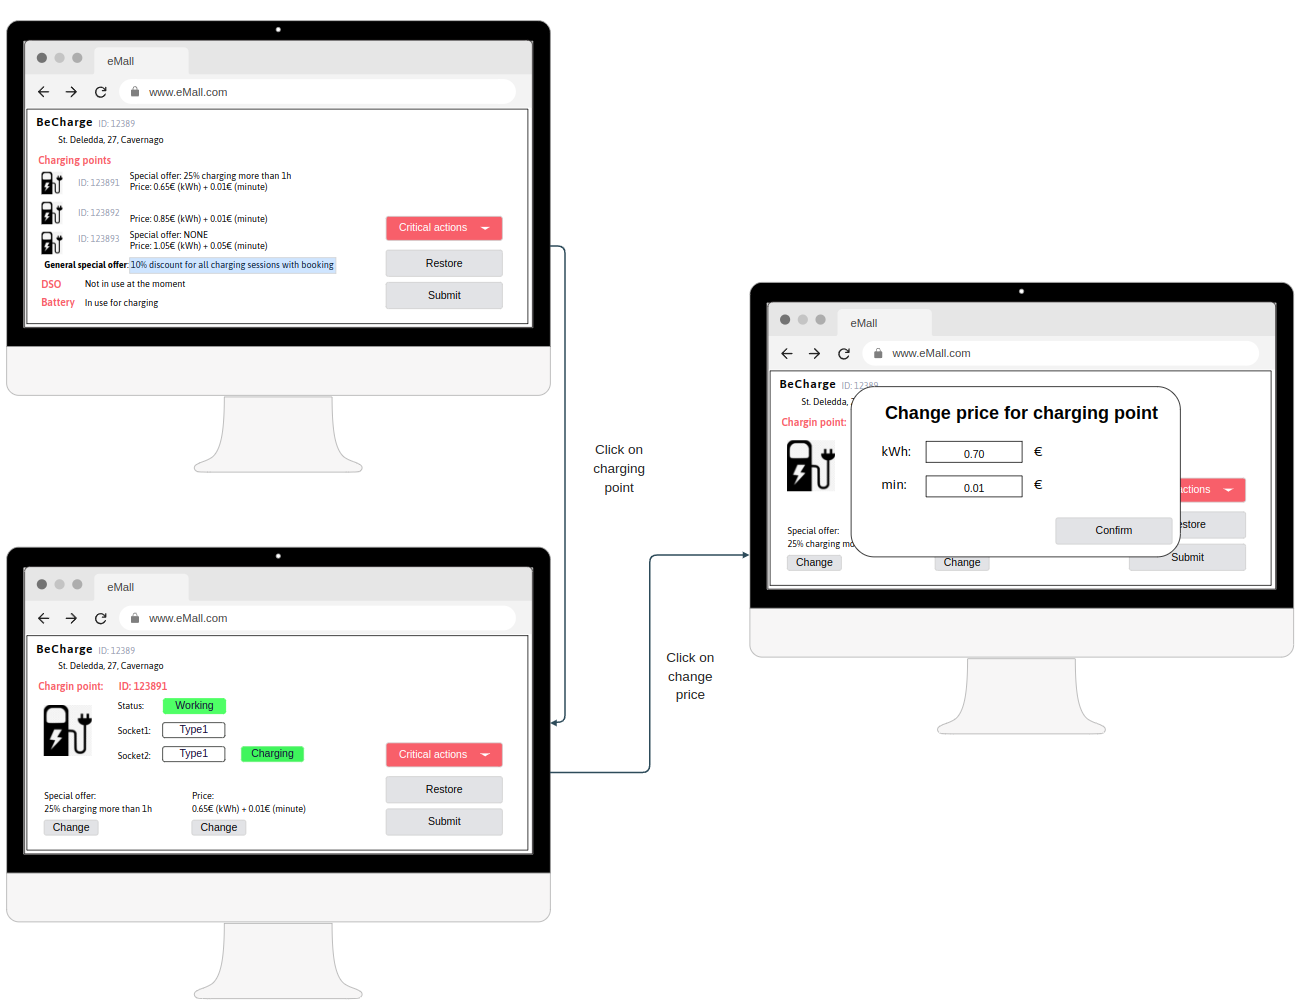 eMall
www.eMall.com
BeCharge ID: 12389
St. Deledda, 27, Cavernago
Charging points
ID: 123891
Special offer: 25% charging more than 1h
Price: 0.65€ (kWh) + 0.01€ (minute)
ID: 123892
Price: 0.85€ (kWh) + 0.01€ (minute)
ID: 123893
Special offer: NONE
Price: 1.05€ (kWh) + 0.05€ (minute)
General special offer: 10% discount for all charging sessions with booking
DSO Not in use at the moment
Battery In use for charging
Critical actions
Restore
Submit
Click on
charging
point
eMall
www.eMall.com
BeCharge ID: 12389
St. Deledda, 27, Cavernago
Chargin point: ID: 123891
Status: Working
Socket1: Type1
Socket2: Type1 Charging
Special offer:
25% charging more than 1h
Change
Price:
0.65€ (kWh) + 0.01€ (minute)
Change
Critical actions
Restore
Submit
Click on
change
price
eMall
www.eMall.com
BeCharge ID: 12389
St. Deledda,
Chargin point:
Change price for charging point
kWh: 0.70 €
min: 0.01 €
Confirm
Special offer:
25% charging mo
Change
Change
actions
estore
Submit